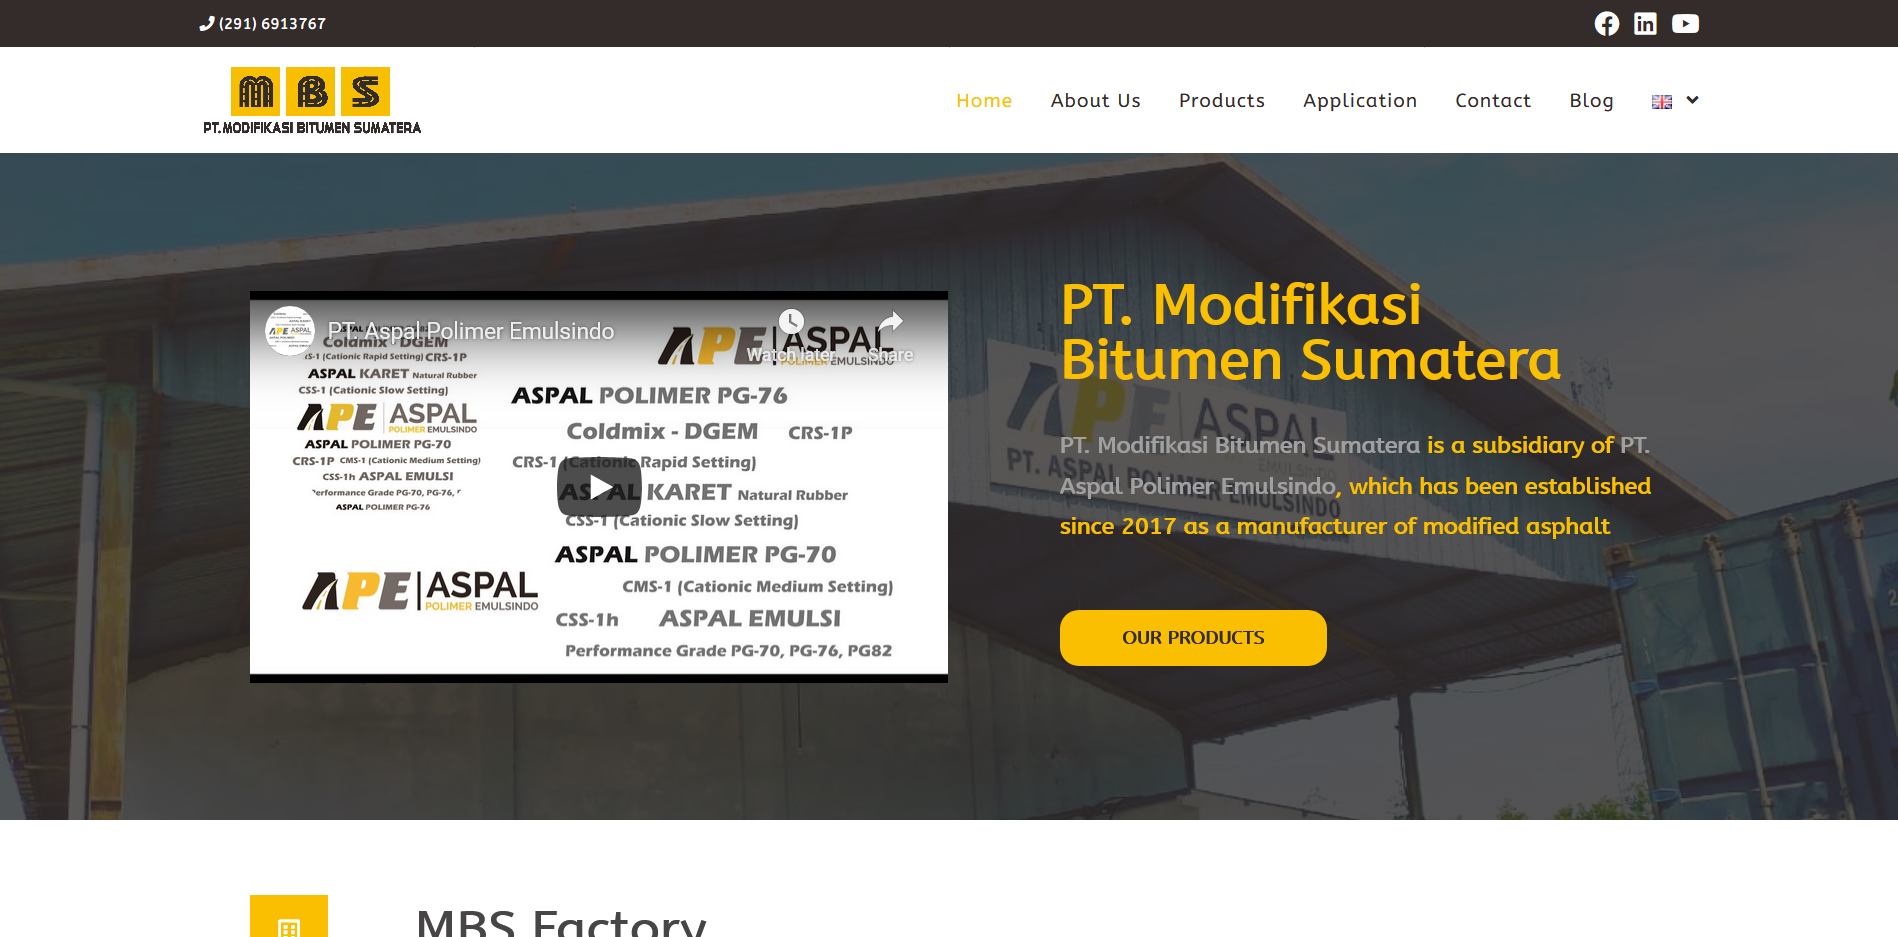 (291) 6913767
MBS
PT.MODIFIKASI BITUMEN SUMATERA
Home
About Us
Products
Application
Contact
Blog
PT. Aspal Polimer Emulsindo
Watch later
Share
Coldmix - DGEM
(Cationic Rapid Setting) CRS-1P
ASPAL KARET Natural Rubber
CSS-1 (Cationic Slow Setting)
APE | ASPAL
POLIMER EMULSINDO
ASPAL POLIMER PG-70
CRS-1P CMS-1 (Cationic Medium Setting)
CSS-1h ASPAL EMULSI
Performance Grade PG-70, PG-76,
ASPAL POLIMER PG-76
APE | ASPAL
POLIMER EMULSINDO
APE | ASPAL
POLIMER EMULSINDO
ASPAL POLIMER PG-76
Coldmix - DGEM CRS-1P
CRS-1 (Cationic Rapid Setting)
ASPAL KARET Natural Rubber
CSS-1 (Cationic Slow Setting)
ASPAL POLIMER PG-70
CMS-1 (Cationic Medium Setting)
CSS-1h ASPAL EMULSI
Performance Grade PG-70, PG-76, PG82
PT. Modifikasi
Bitumen Sumatera
APE | ASPAL
EMULSINDO
PT. ASPAL POLIMER EMULSINDO
PT. Modifikasi Bitumen Sumatera is a subsidiary of PT.
Aspal Polimer Emulsindo, which has been established
since 2017 as a manufacturer of modified asphalt
OUR PRODUCTS
MBS Factory